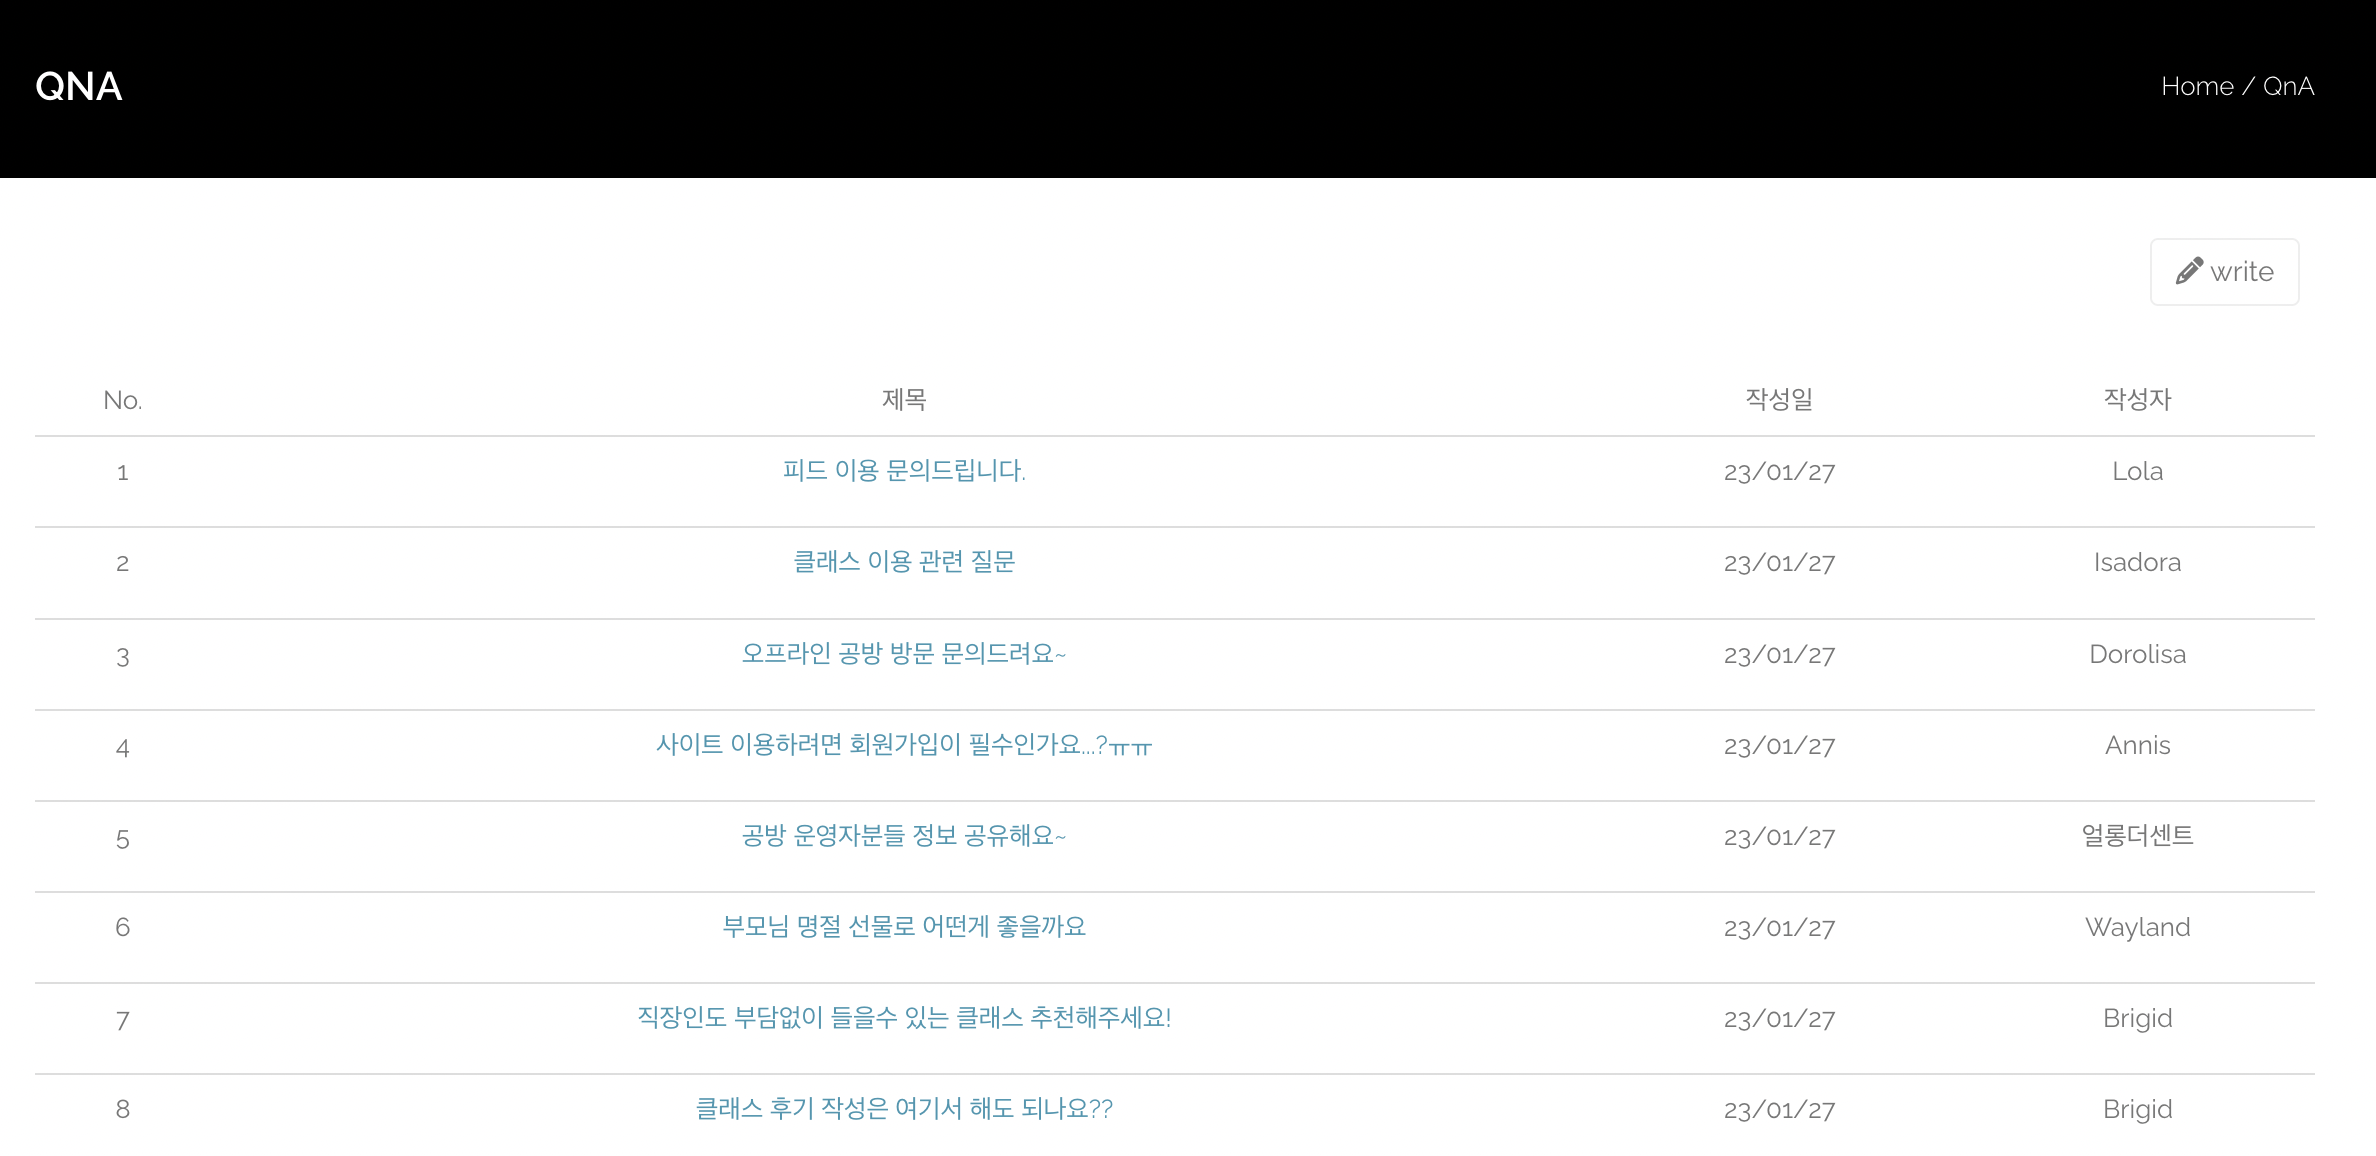 QNA
Home / QnA
write
No. 제목 작성일 작성자
1 피드 이용 문의드립니다. 23/01/27 Lola
2 클래스 이용 관련 질문 23/01/27 Isadora
3 오프라인 공방 방문 문의드려요~ 23/01/27 Dorolisa
4 사이트 이용하려면 회원가입이 필수인가요...?ㅠㅠ 23/01/27 Annis
5 공방 운영자분들 정보 공유해요~ 23/01/27 얼롱더센트
6 부모님 명절 선물로 어떤게 좋을까요 23/01/27 Wayland
7 직장인도 부담없이 들을수 있는 클래스 추천해주세요! 23/01/27 Brigid
8 클래스 후기 작성은 여기서 해도 되나요?? 23/01/27 Brigid